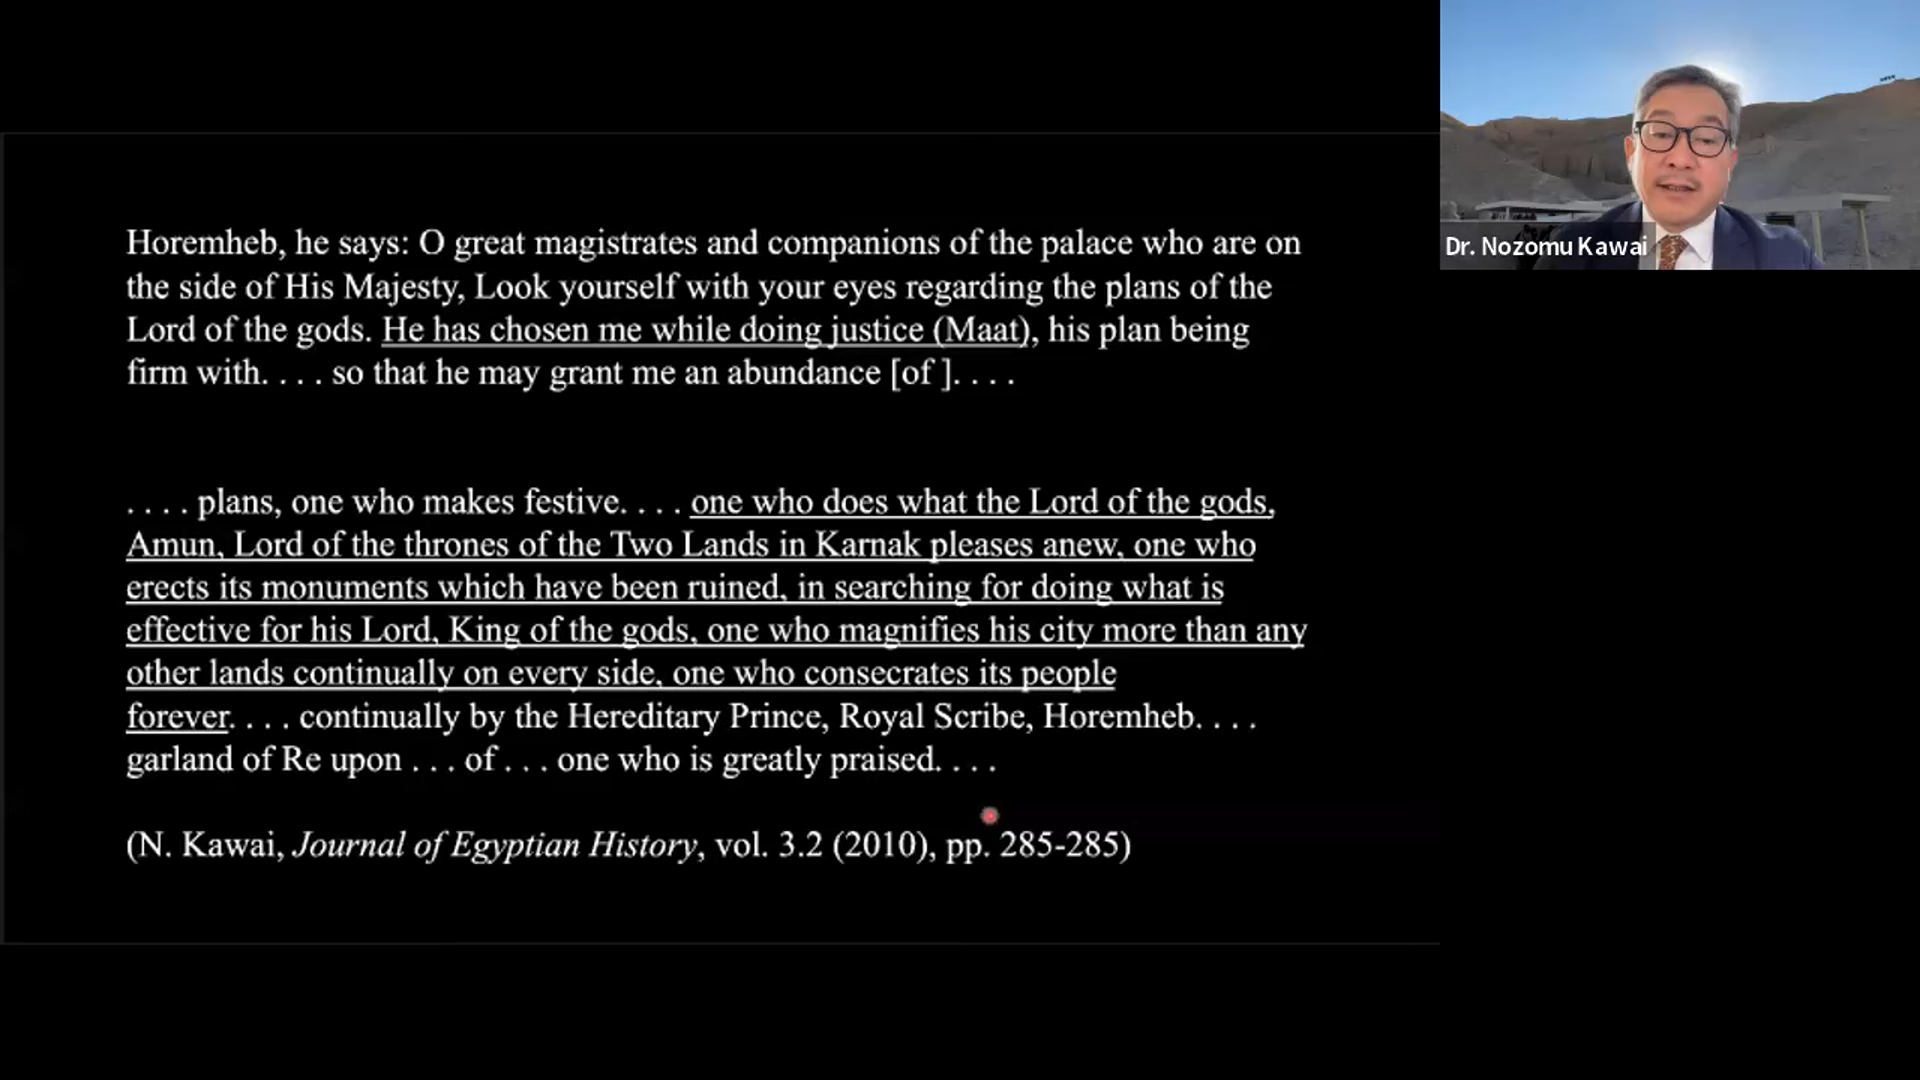 Horemheb, he says: O great magistrates and companions of the palace who are on
the side of His Majesty, Look yourself with your eyes regarding the plans of the
Lord of the gods. He has chosen me while doing justice (Maat), his plan being
firm with. . . . so that he may grant me an abundance [of ]. . . .
. . . . plans, one who makes festive. . . . one who does what the Lord of the gods,
Amun, Lord of the thrones of the Two Lands in Karnak pleases anew, one who
erects its monuments which have been ruined, in searching for doing what is
effective for his Lord, King of the gods, one who magnifies his city more than any
other lands continually on every side, one who consecrates its people
forever. . . . continually by the Hereditary Prince, Royal Scribe, Horemheb. . . .
garland of Re upon . . . of . . . one who is greatly praised. . . .
(N. Kawai, Journal of Egyptian History, vol. 3.2 (2010), pp. 285-285)
Dr. Nozomu Kawai